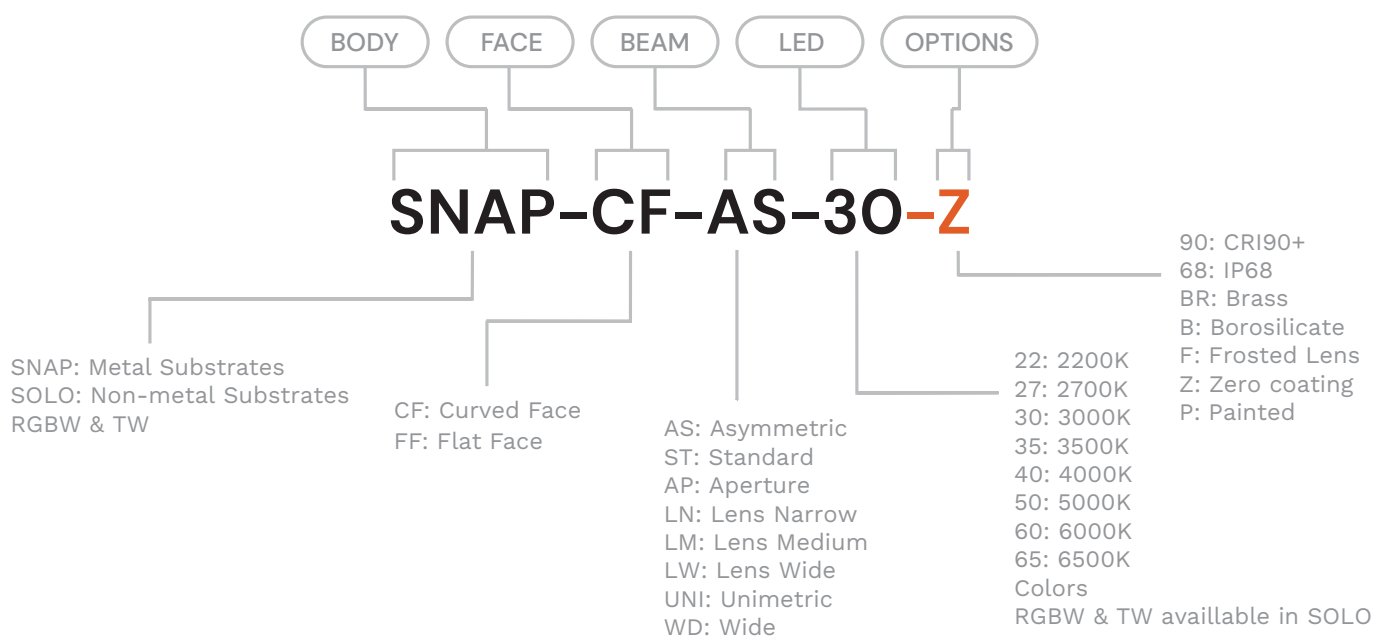 BODY
FACE
BEAM
LED
OPTIONS
SNAP-CF-AS-30-Z
SNAP: Metal Substrates
SOLO: Non-metal Substrates
RGBW & TW
CF: Curved Face
FF: Flat Face
AS: Asymmetric
ST: Standard
AP: Aperture
LN: Lens Narrow
LM: Lens Medium
LW: Lens Wide
UNI: Unimetric
WD: Wide
22: 2200K
27: 2700K
30: 3000K
35: 3500K
40: 4000K
50: 5000K
60: 6000K
65: 6500K
Colors
RGBW & TW availlable in SOLO
90: CRI90+
68: IP68
BR: Brass
B: Borosilicate
F: Frosted Lens
Z: Zero coating
P: Painted